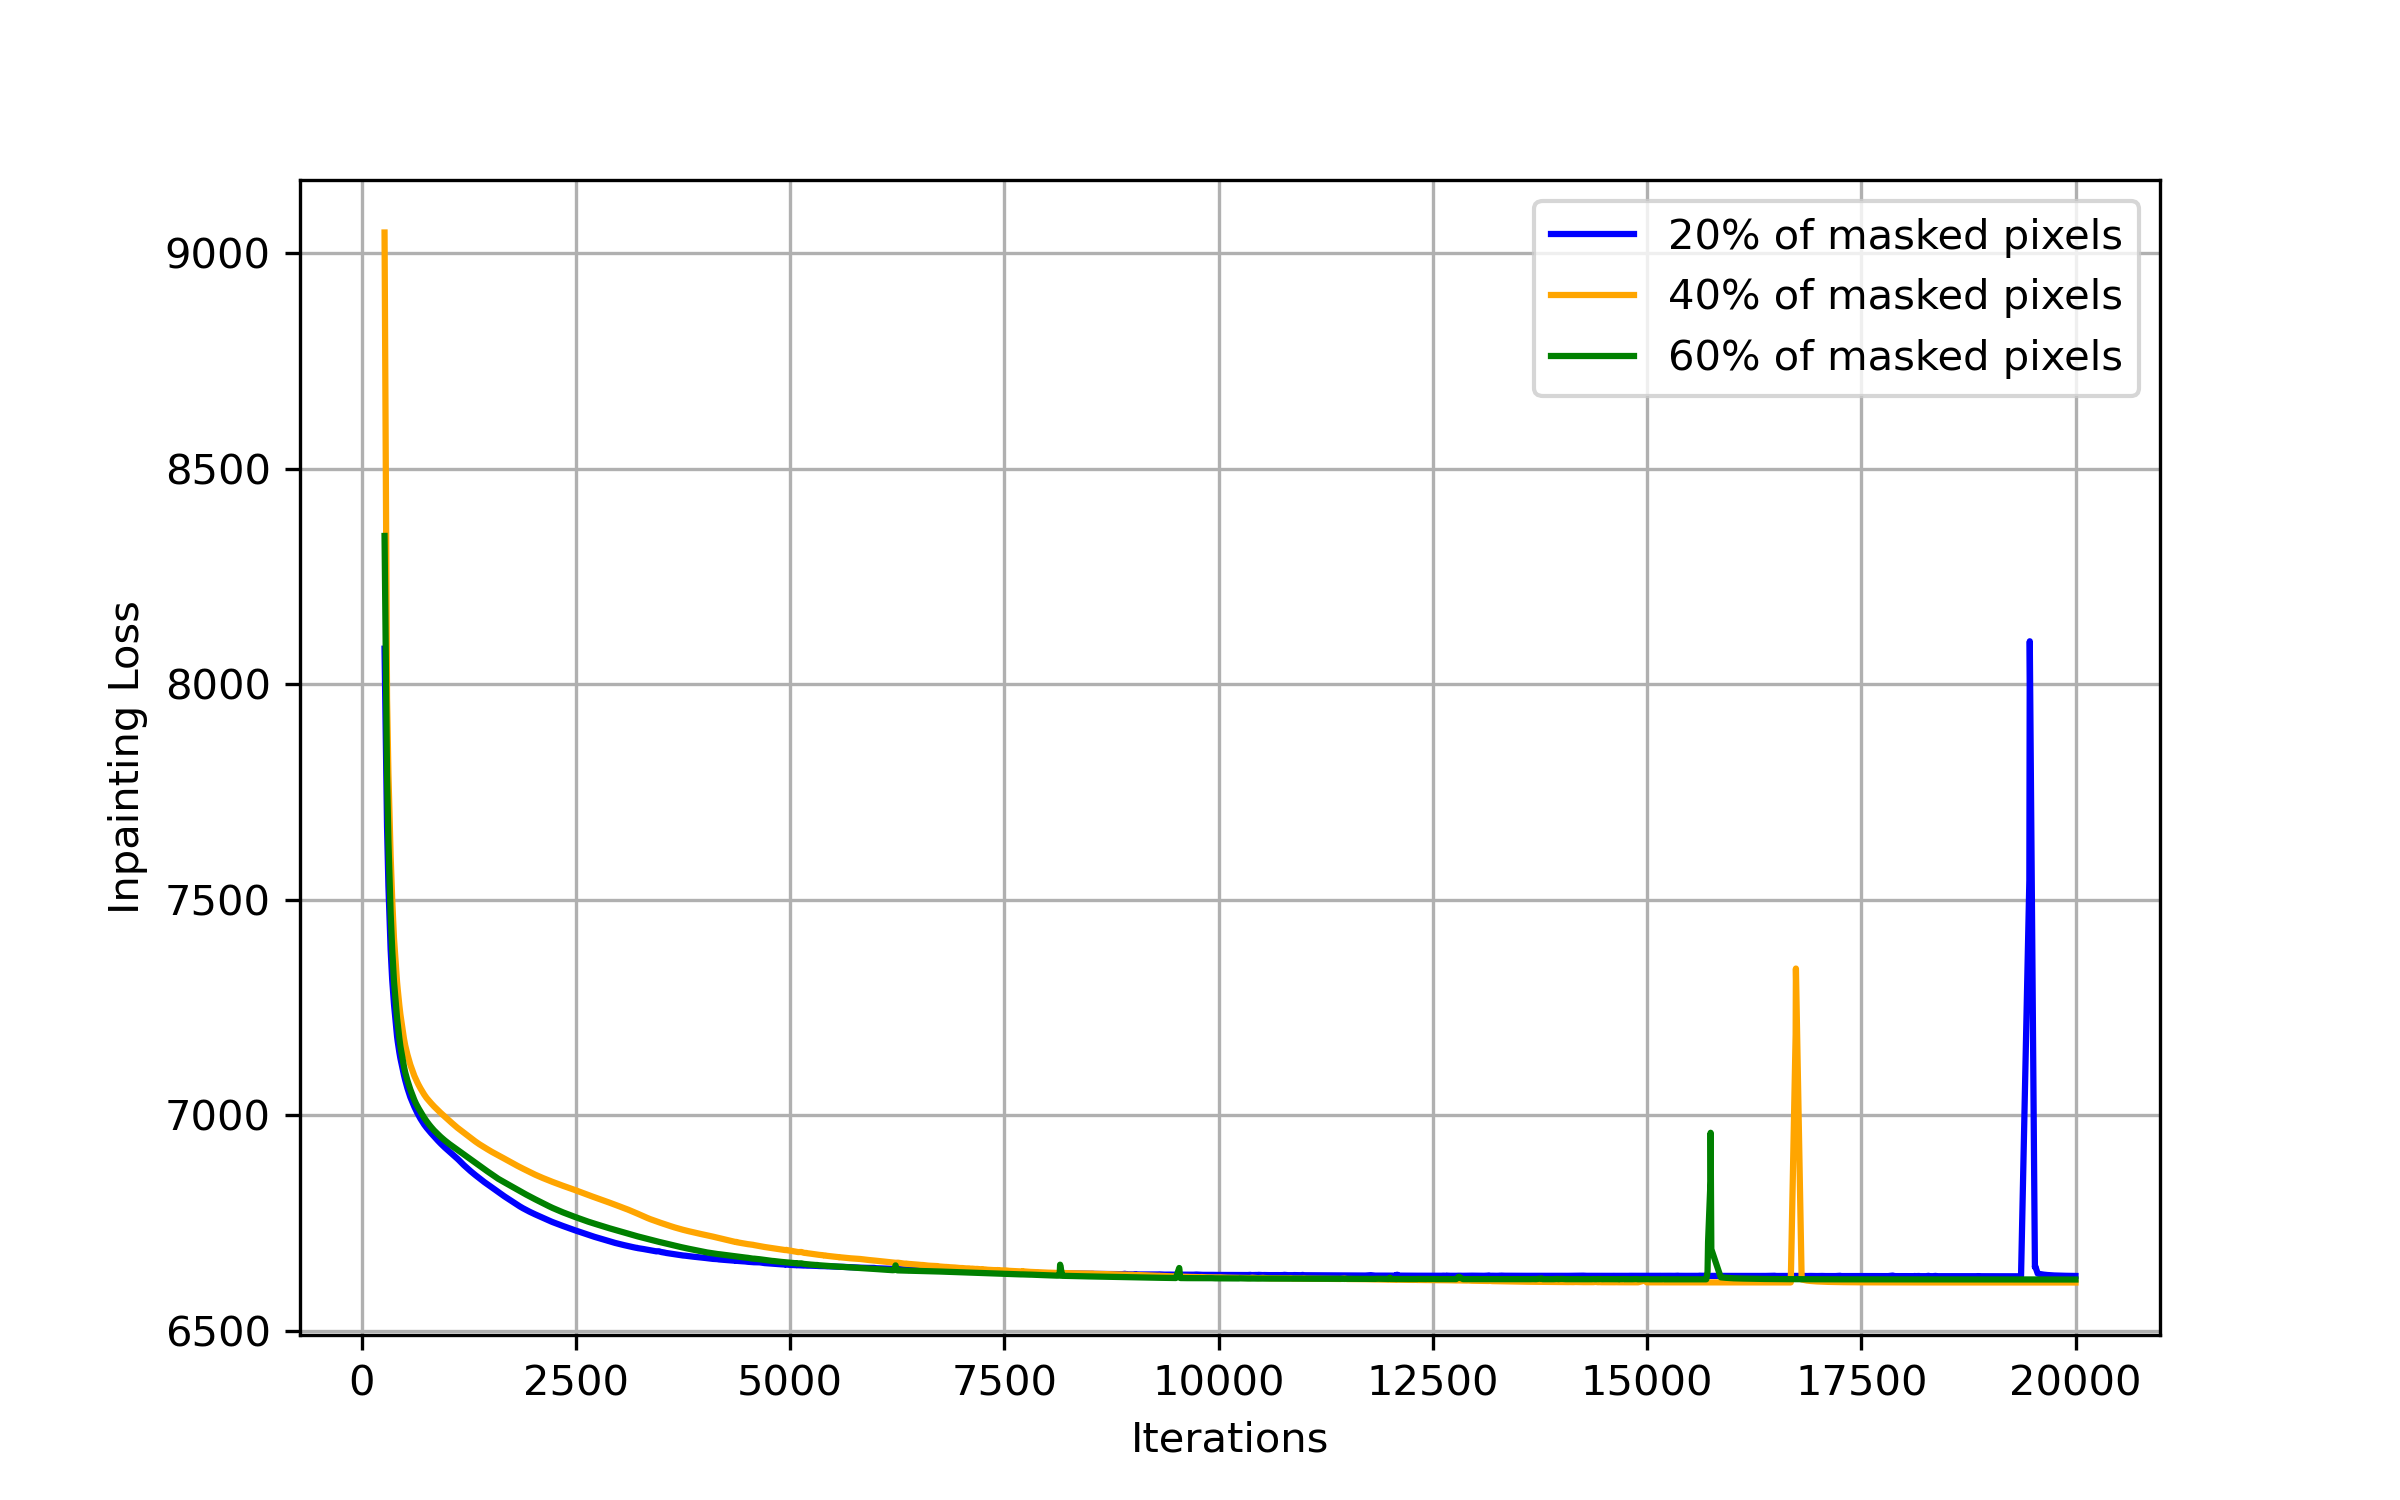 20% of masked pixels
40% of masked pixels
60% of masked pixels
9000
8500
8000
7500
7000
6500
Inpainting Loss
0 2500 5000 7500 10000 12500 15000 17500 20000
Iterations